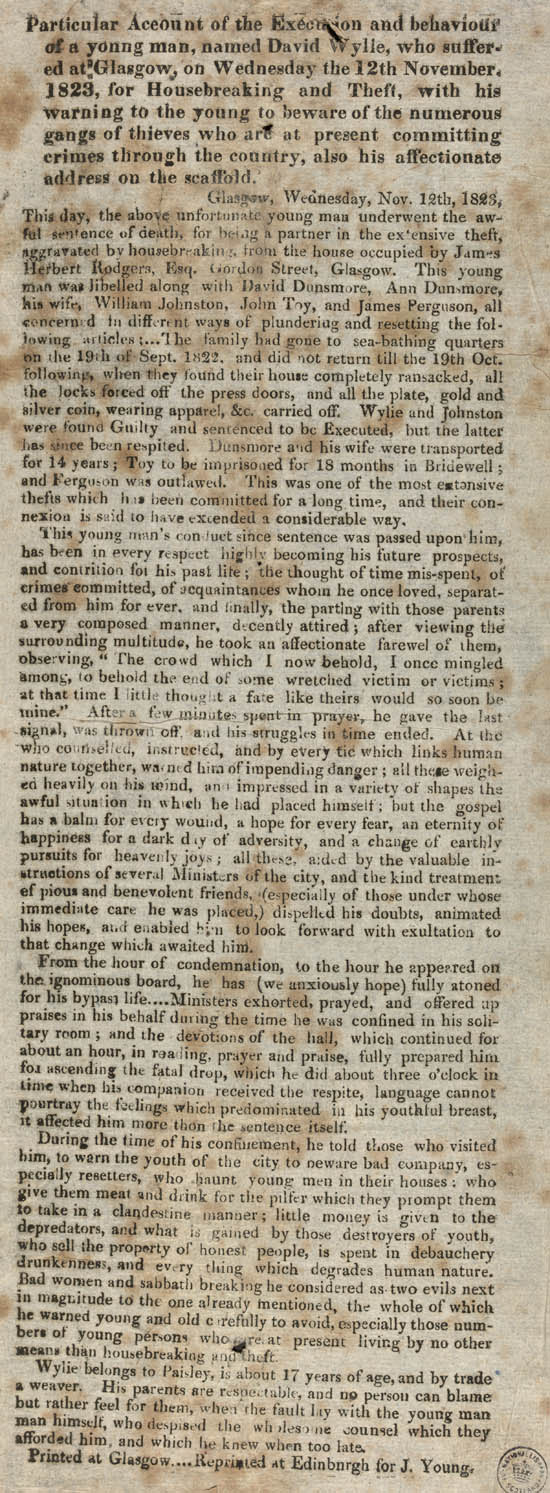 Particular Aceount of the Execution and behaviour
of a young man, named David Wylie, who suffer-
ed at Glasgow, on Wednesday the 12th November,
1823, for Housebreaking and Theft, with his
warning to the young to beware of the numerous
gangs of thieves who are at present committing
crimes through the country, also his affectionate
address on the scaffold.
Glasgow, Wednesday, Nov. 12th, 1823,
This day, the above unfortunate young man underwent the aw-
ful sentence of death, for being a partner in the extensive theft,
aggravated by housebreaking, from the house occupied by James
Herbert Rodgers, Esq. Gordon Street, Glasgow. This young
man was libelled along with David Dunsmore, Ann Dunsmore,
his wife, William Johnston, John Toy, and James Ferguson, all
concerned in different ways of plundering and resetting the fol-
lowing articles;...The family had gone to sea-bathing quarters
on the 19th of Sept. 1822, and did not return till the 19th Oct.
following, when they found their house completely ransacked, all
the locks forced off the press doors, and all the plate, gold and
silver coin, wearing apparel, &c. carried off. Wylie and Johnston
were found Guilty and sentenced to be Executed, but the latter
has since been respited. Dunsmore and his wife were transported
for 14 years; Toy to be imprisoned for 18 months in Bridewell;
and Ferguson was outlawed. This was one of the most extensive
thefts which has been committed for a long time, and their con-
nexion is said to have extended a considerable way.
This young man's conduct since sentence was passed upon him,
has been in every respect highly becoming his future prospects,
and contrition for his past life; the thought of time mis-spent, of
crimes committed, of acquaintances whom he once loved, separat-
ed from him for ever, and finally, the parting with those parents
a very composed manner, decently attired; after viewing the
surrounding multitude, he took an affectionate farewel of them,
observing, "The crowd which I now behold, I once mingled
among, to behold the end of some wretched victim or victims;
at that time I little thought a fate like theirs would so soon be
mine." After a few minutes spent in prayer, he gave the last
signal, was thrown off, and his struggles in time ended. At the
who counselled, instructed, and by every tie which links human
nature together, warned him of impending danger; all these weigh-
ed heavily on his mind, and impressed in a variety of shapes the
awful situation in which he had placed himself; but the gospel
has a balm for every wound, a hope for every fear, an eternity of
happiness for a dark day of adversity, and a change of earthly
pursuits for heavenly joys; all these, aided by the valuable in-
structions of several Ministers of the city, and the kind treatment
ef pious and benevolent friends, (especially of those under whose
immediate care he was placed,) dispelled his doubts, animated
his hopes, and enabled him to look forward with exultation to
that change which awaited him.
From the hour of condemnation, to the hour he appeared on
the ignominous board, he has (we anxiously hope) fully atoned
for his bypast life....Ministers exhorted, prayed, and offered up
praises in his behalf during the time he was confined in his soli-
tary room; and the devotions of the hall, which continued for
about an hour, in reading, prayer and praise, fully prepared him
for ascending the fatal drop, which he did about three o'clock in
time when his companion received the respite, language cannot
pourtray the feelings which predominated in his youthful breast,
it affected him more thon the sentence itself.
During the time of his confinement, he told those who visited
him, to warn the youth of the city to neware bad company, es-
pecially resetters, who haunt young men in their houses: who
give them meat and drink for the pilfer which they prompt them
to take in a clandestine manner; little money is given to the
depredators, and what is gained by those destroyers of youth,
who sell the property of honest people, is spent in debauchery
drunkenness, and every thing which degrades human nature.
Bad women and sabbath breaking he considered as two evils next
in magnitude to the one already mentioned, the whole of which
he warned young and old carefully to avoid, especially those num-
bers of young persons who are at present living by no other
means than housebreaking and theft.
Wylie belongs to Paisley, is about 17 years of age, and by trade
a weaver. His parents are respectable, and no person can blame
but rather feel for them, when the fault lay with the young man
man himself, who despised the wholesome counsel which they
afforded him, and which he knew when too late.
Printed at Glasgow....Reprinted at Edinbnrgh for J. Young.